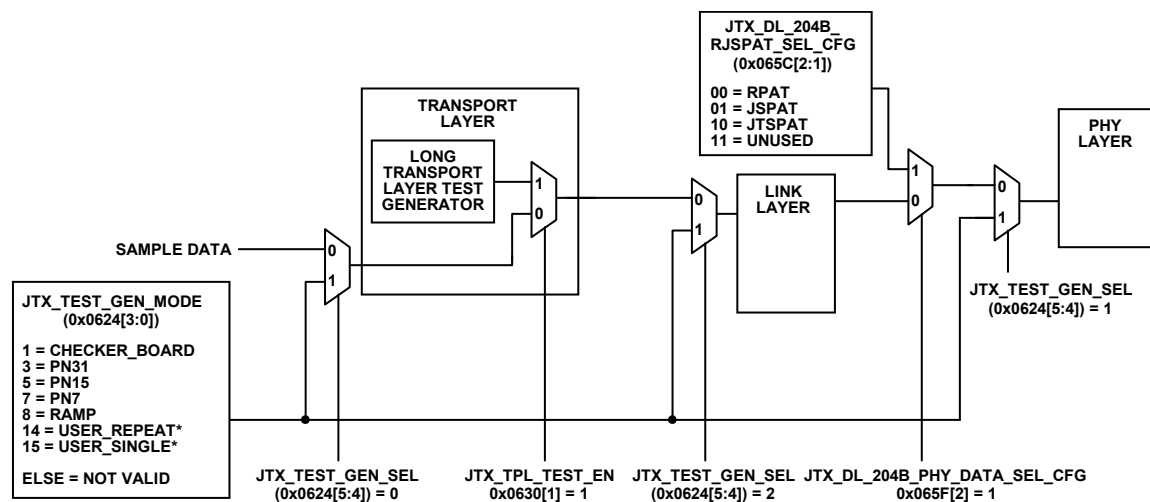 JTX_DL_204B_
RJSPAT_SEL_CFG
(0x065C[2:1])
00 = RPAT
01 = JSPAT
10 = JTSPAT
11 = UNUSED
TRANSPORT
LAYER
LONG
TRANSPORT
LAYER TEST
GENERATOR
1
0
PHY
LAYER
LINK
LAYER
0
1
1
0
0
1
SAMPLE DATA
0
1
JTX_TEST_GEN_MODE
(0x0624[3:0])
1 = CHECKER_BOARD
3 = PN31
5 = PN15
7 = PN7
8 = RAMP
14 = USER_REPEAT*
15 = USER_SINGLE*
ELSE = NOT VALID
JTX_TEST_GEN_SEL
(0x0624[5:4]) = 1
JTX_TEST_GEN_SEL
(0x0624[5:4]) = 0
JTX_TPL_TEST_EN
0x0630[1] = 1
JTX_TEST_GEN_SEL
(0x0624[5:4]) = 2
JTX_DL_204B_PHY_DATA_SEL_CFG
0x065F[2] = 1